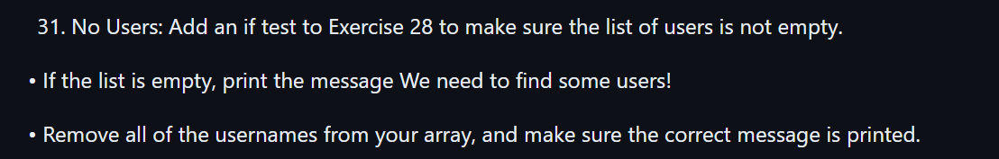 31. No Users: Add an if test to Exercise 28 to make sure the list of users is not empty.
• If the list is empty, print the message We need to find some users!
• Remove all of the usernames from your array, and make sure the correct message is printed.